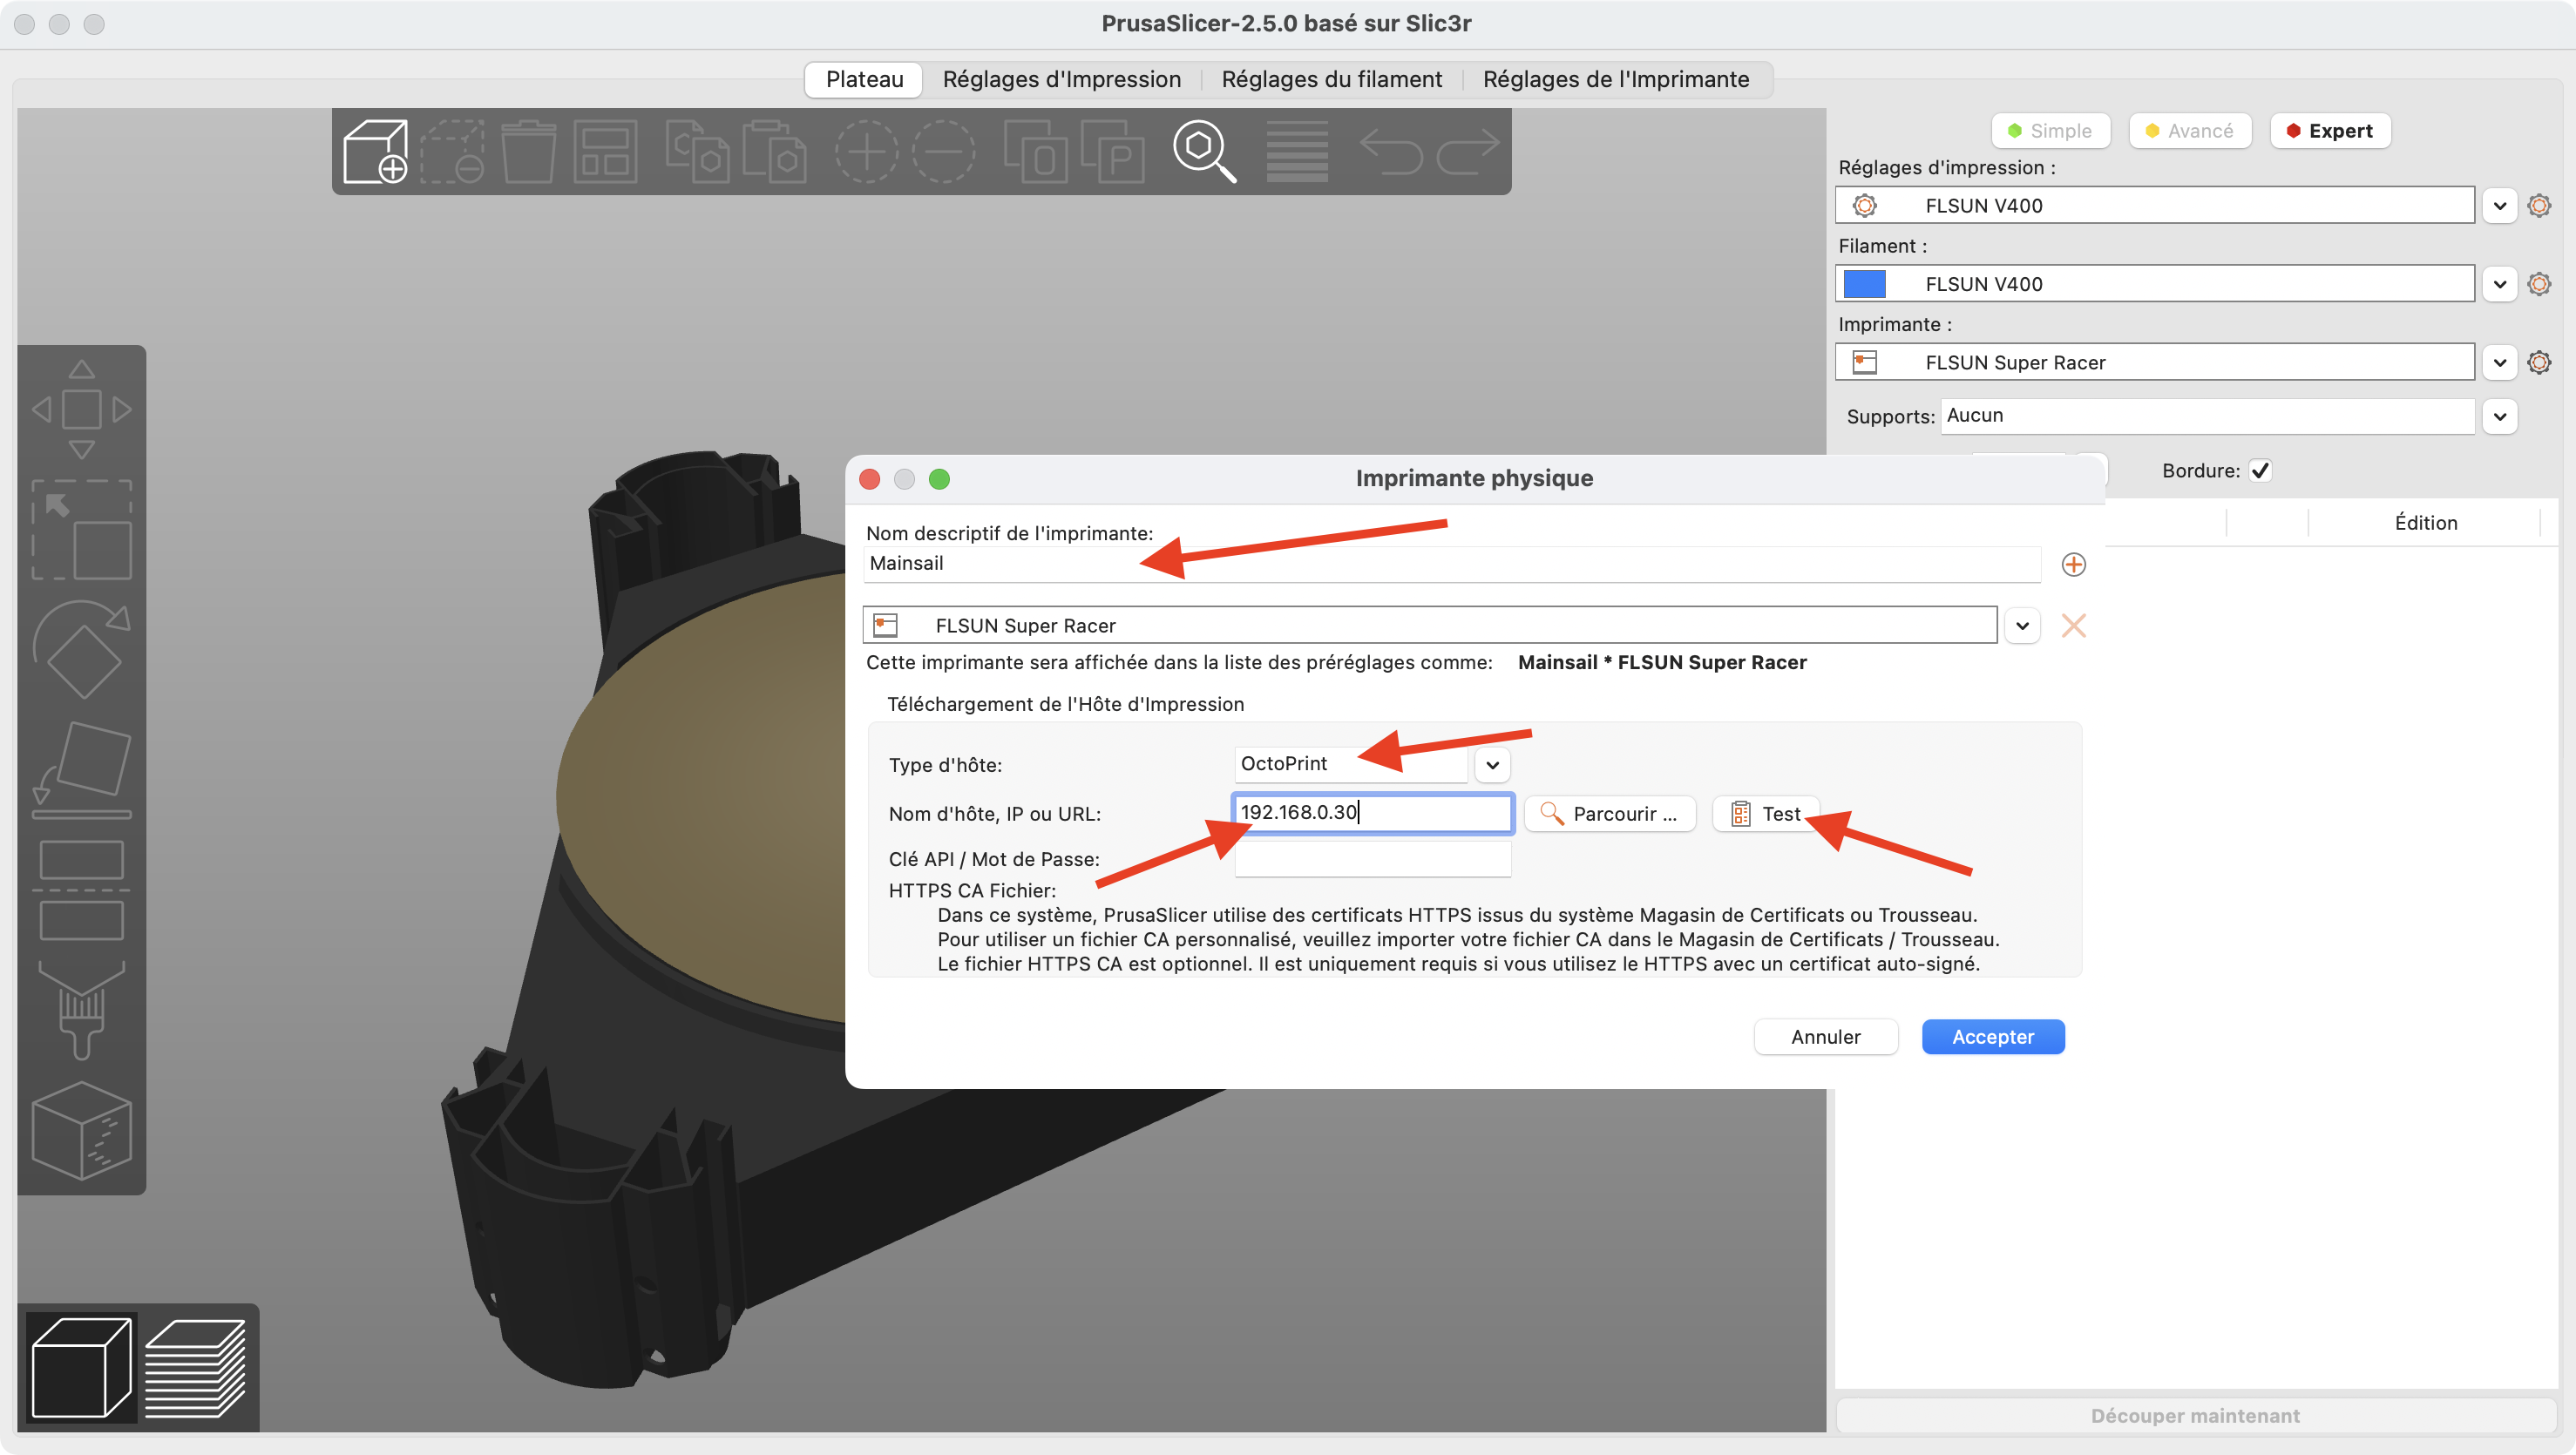 PrusaSlicer-2.5.0 basé sur Slic3r
Plateau
Réglages d'Impression
Réglages du filament
Réglages de l'Imprimante
Simple
Avancé
Expert
Réglages d'impression :
FLSUN V400
Filament :
FLSUN V400
Imprimante :
FLSUN Super Racer
Supports:
Aucun
Bordure:
Édition
Imprimante physique
Nom descriptif de l'imprimante:
Mainsail
FLSUN Super Racer
Cette imprimante sera affichée dans la liste des préréglages comme: Mainsail * FLSUN Super Racer
Téléchargement de l'Hôte d'Impression
Type d'hôte:
OctoPrint
Nom d'hôte, IP ou URL:
192.168.0.30
Parcourir ...
Test
Clé API / Mot de Passe:
HTTPS CA Fichier:
Dans ce système, PrusaSlicer utilise des certificats HTTPS issus du système Magasin de Certificats ou Trousseau.
Pour utiliser un fichier CA personnalisé, veuillez importer votre fichier CA dans le Magasin de Certificats / Trousseau.
Le fichier HTTPS CA est optionnel. Il est uniquement requis si vous utilisez le HTTPS avec un certificat auto-signé.
Annuler
Accepter
Découper maintenant